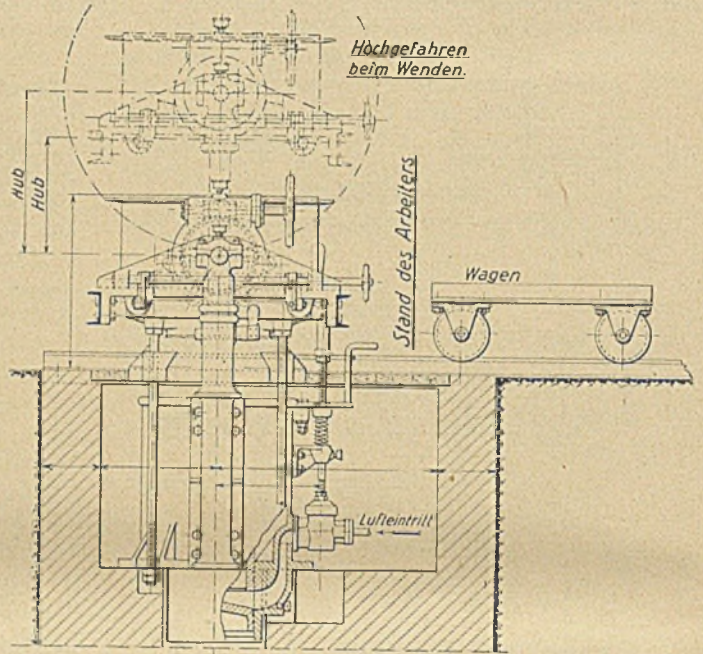 Hochgefahren
beim Wenden.
Hub
Hub
Stand des Arbeiters
Wagen
Lufteintritt